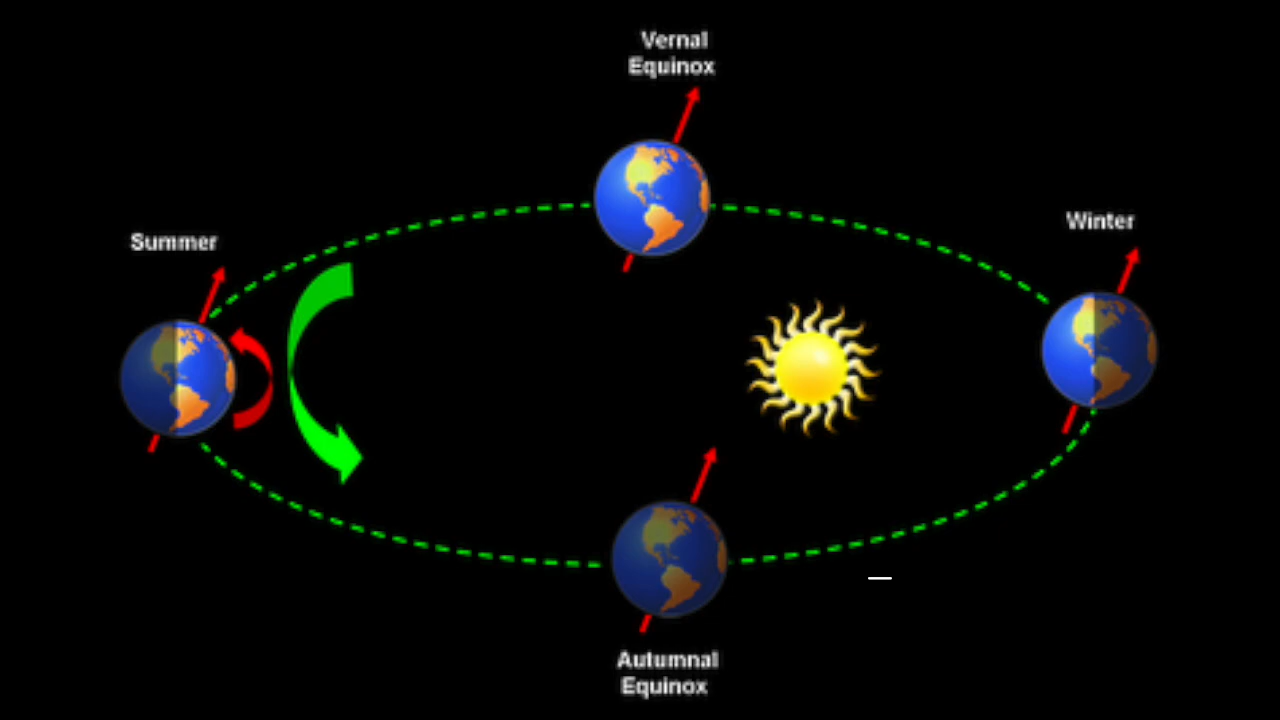 Vernal
Equinox
Winter
Summer
Autumnal
Equinox